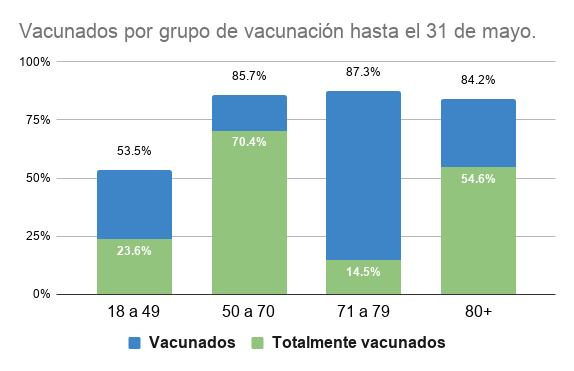 Vacunados por grupo de vacunación hasta el 31 de mayo.
100%
75%
50%
25%
0%
53.5%
23.6%
85.7%
70.4%
87.3%
14.5%
84.2%
54.6%
18 a 49
50 a 70
71 a 79
80+
Vacunados
Totalmente vacunados